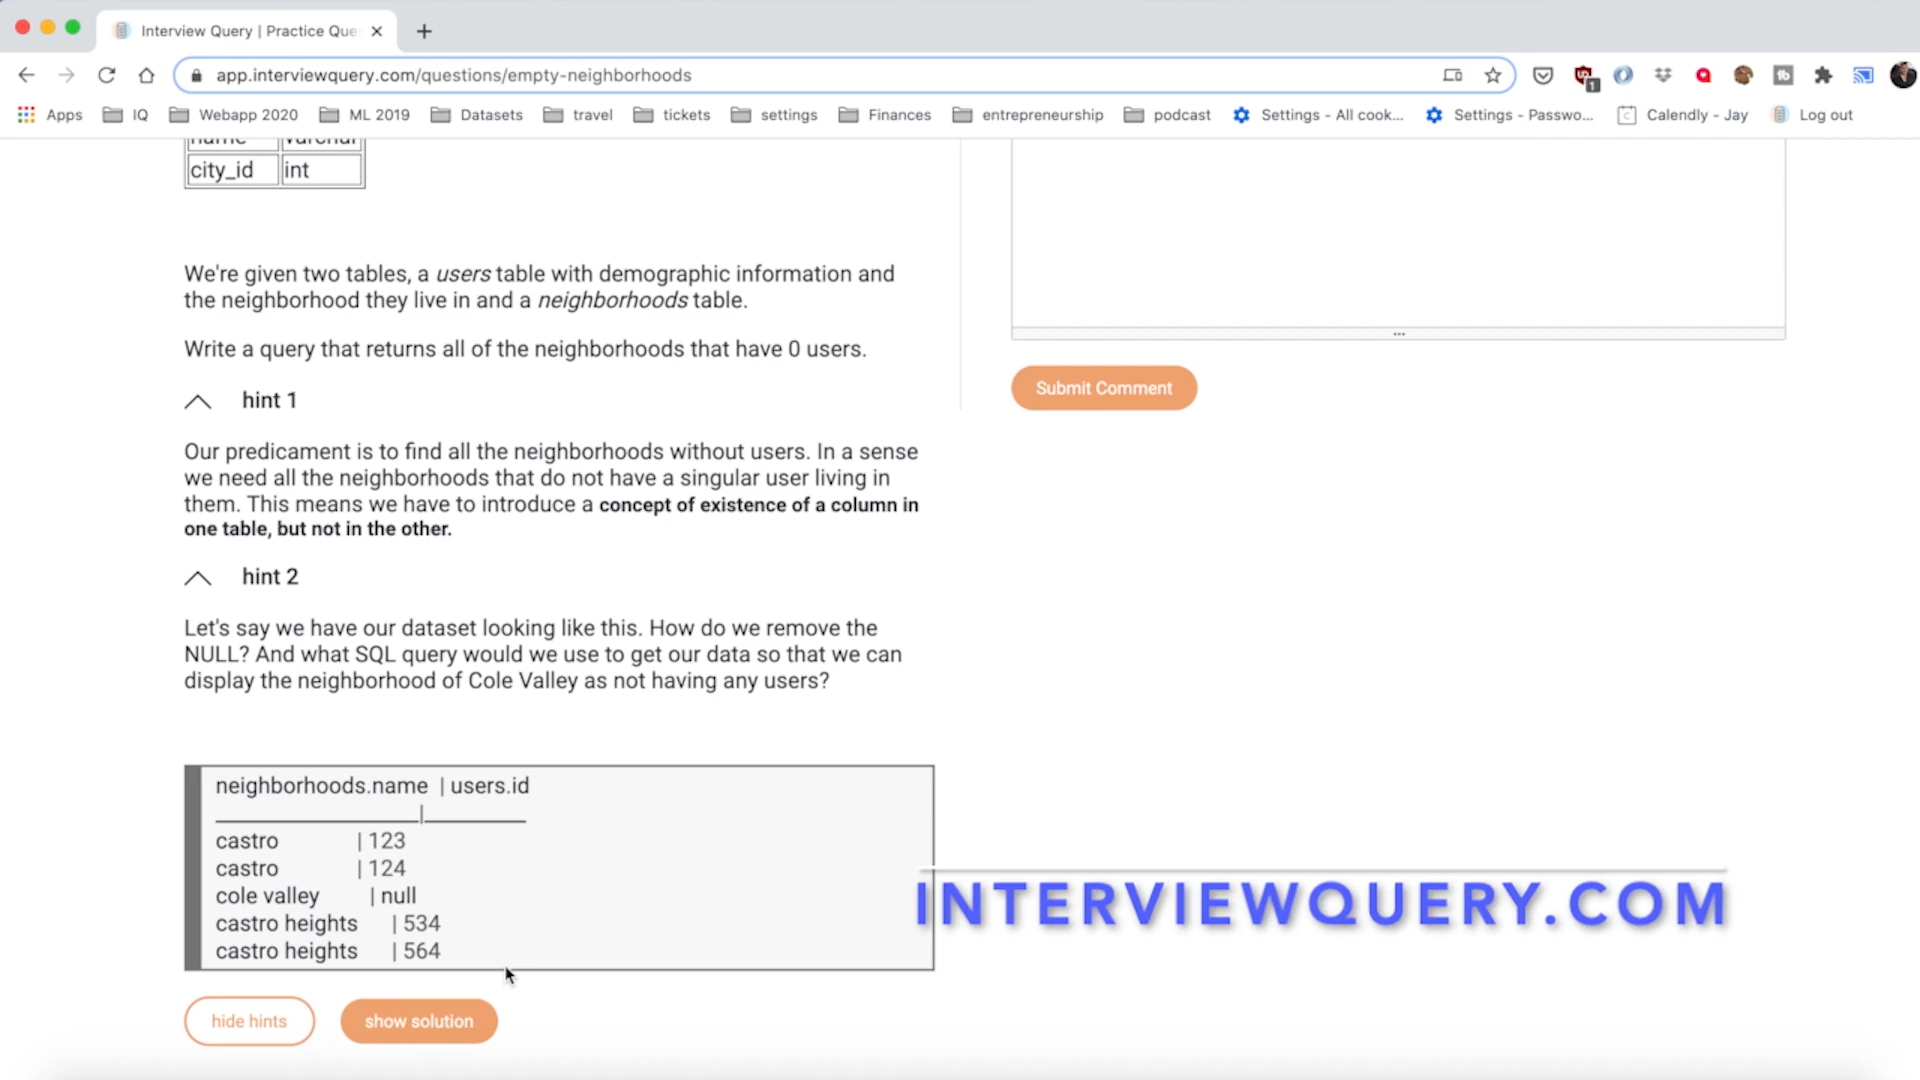 Interview Query | Practice Que
app.interviewquery.com/questions/empty-neighborhoods
1
Apps IQ Webapp 2020 ML 2019 Datasets travel tickets settings Finances entrepreneurship podcast Settings - All cook... Settings - Passwo... Calendly - Jay Log out
name varchar
city_id int
We're given two tables, a users table with demographic information and
the neighborhood they live in and a neighborhoods table.
Write a query that returns all of the neighborhoods that have 0 users.
hint 1
Our predicament is to find all the neighborhoods without users. In a sense
we need all the neighborhoods that do not have a singular user living in
them. This means we have to introduce a concept of existence of a column in
one table, but not in the other.
hint 2
Let's say we have our dataset looking like this. How do we remove the
NULL? And what SQL query would we use to get our data so that we can
display the neighborhood of Cole Valley as not having any users?
neighborhoods.name | users.id
___________________|_________
castro | 123
castro | 124
cole valley | null
castro heights | 534
castro heights | 564
hide hints
show solution
Submit Comment
INTERVIEWQUERY.COM